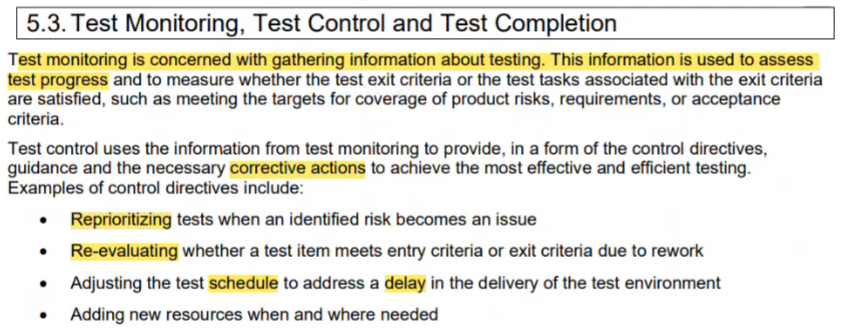 5.3. Test Monitoring, Test Control and Test Completion
Test monitoring is concerned with gathering information about testing. This information is used to assess
test progress and to measure whether the test exit criteria or the test tasks associated with the exit criteria
are satisfied, such as meeting the targets for coverage of product risks, requirements, or acceptance
criteria.
Test control uses the information from test monitoring to provide, in a form of the control directives,
guidance and the necessary corrective actions to achieve the most effective and efficient testing.
Examples of control directives include:
• Reprioritizing tests when an identified risk becomes an issue
• Re-evaluating whether a test item meets entry criteria or exit criteria due to rework
• Adjusting the test schedule to address a delay in the delivery of the test environment
• Adding new resources when and where needed